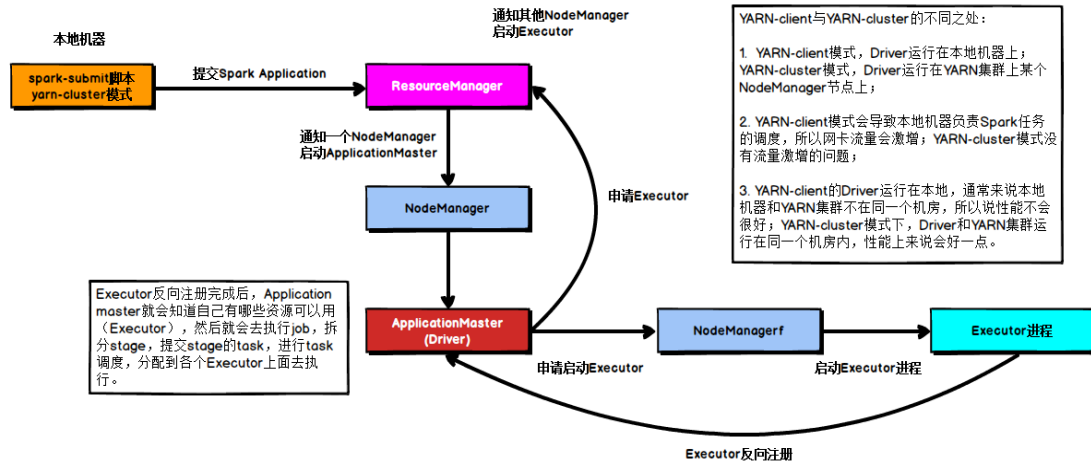 本地机器
spark-submit脚本
yarn-cluster模式
提交Spark Application
ResourceManager
通知其他NodeManager
启动Executor
通知一个NodeManager
启动ApplicationMaster
NodeManager
申请Executor
ApplicationMaster
(Driver)
申请启动Executor
NodeManagerf
启动Executor进程
Executor进程
Executor反向注册
Executor反向注册完成后，Application
master就会知道自己有哪些资源可以用
（Executor），然后就会去执行job，拆
分stage，提交stage的task，进行task
调度，分配到各个Executor上面去执
行。
YARN-client与YARN-cluster的不同之处：
1. YARN-client模式，Driver运行在本地机器上；
YARN-cluster模式，Driver运行在YARN集群上某个
NodeManager节点上；
2. YARN-client模式会导致本地机器负责Spark任务
的调度，所以网卡流量会激增；YARN-cluster模式没
有流量激增的问题；
3. YARN-client的Driver运行在本地，通常来说本地
机器和YARN集群不在同一个机房，所以说性能不会
很好；YARN-cluster模式下，Driver和YARN集群运
行在同一个机房内，性能上来说会好一点。